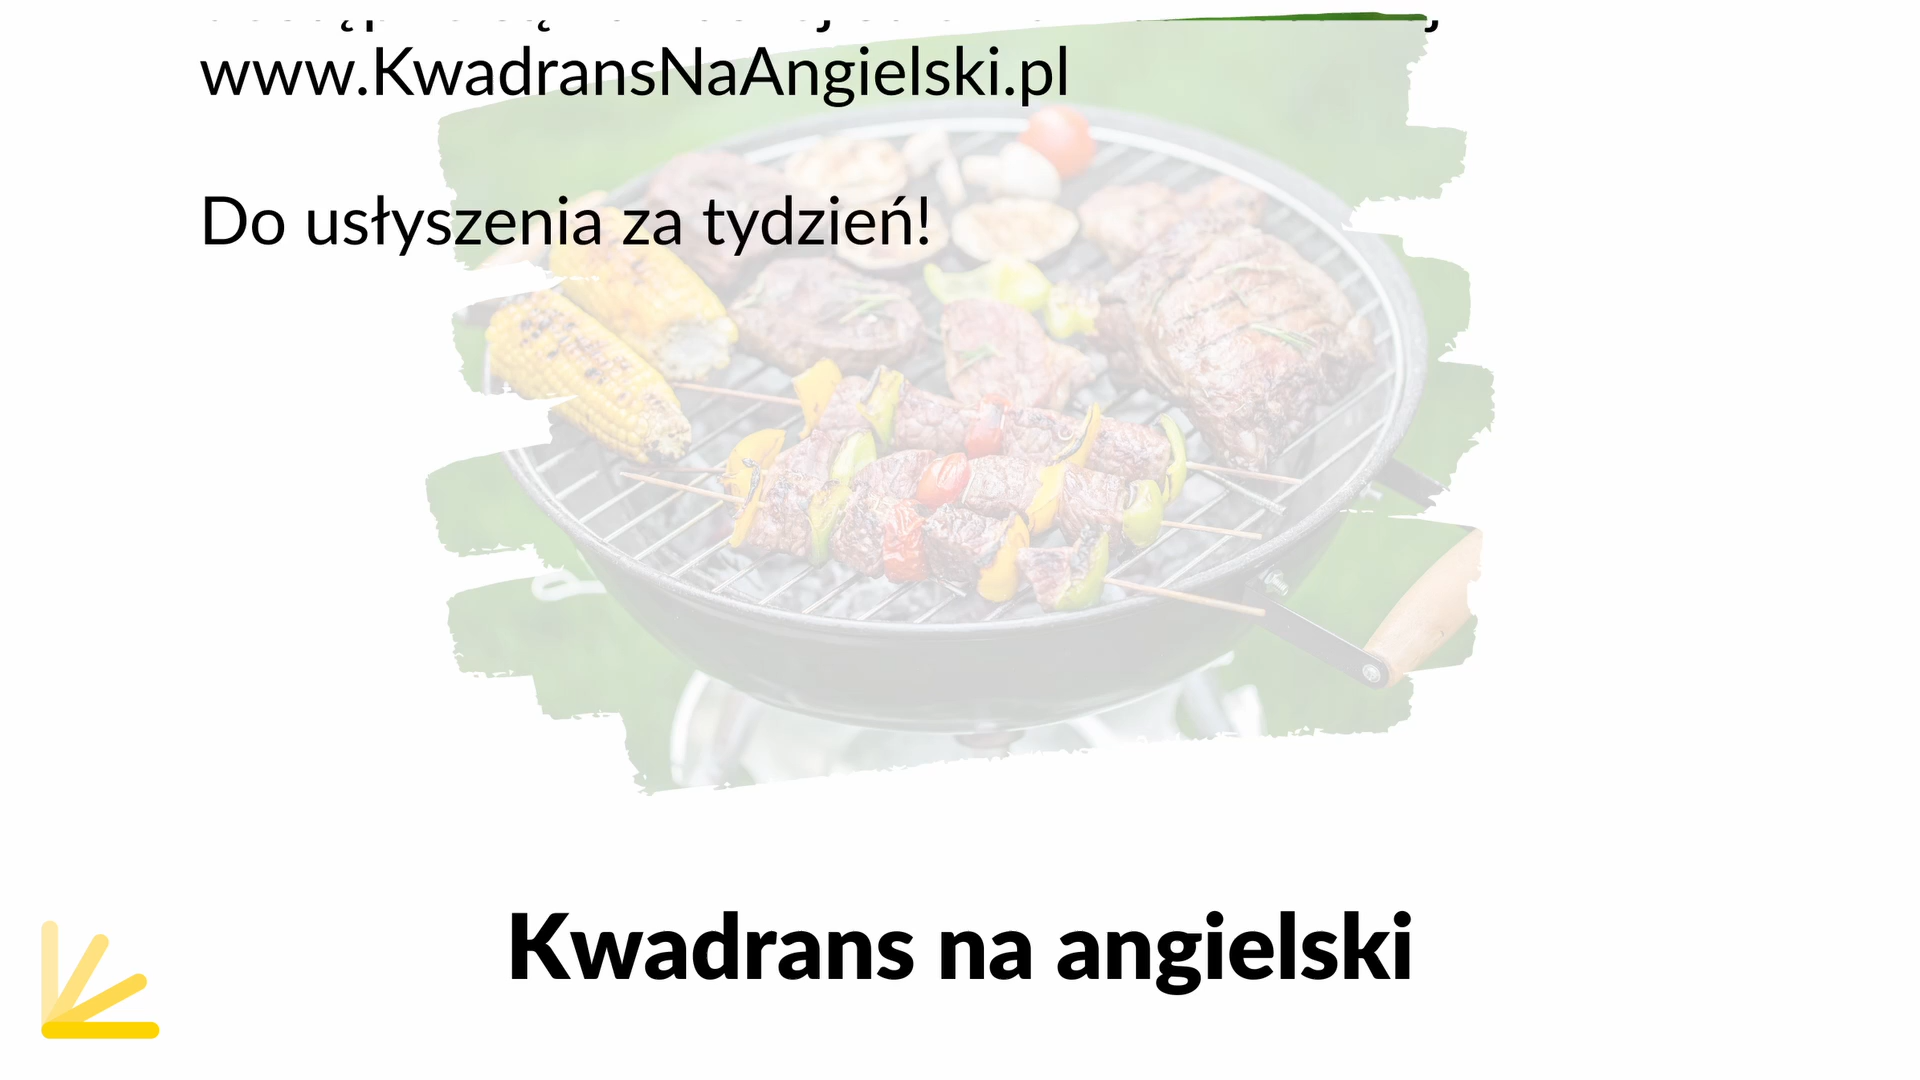 www.KwadransNaAngielski.pl
Do usłyszenia za tydzień!
Kwadrans na angielski